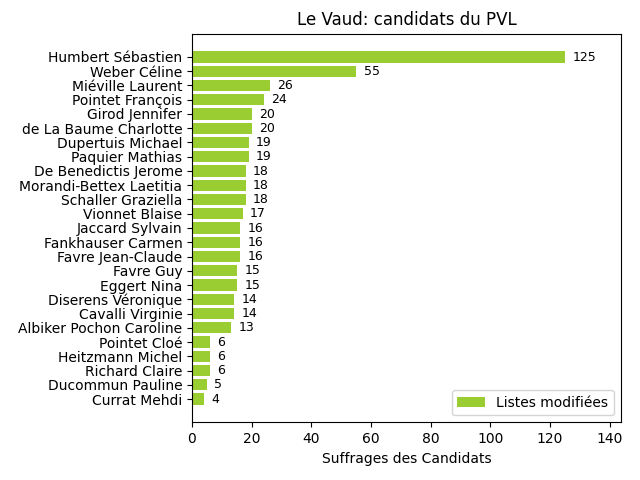 Le Vaud: candidats du PVL
Humbert Sébastien 125
Weber Céline 55
Miéville Laurent 26
Pointet François 24
Girod Jennifer 20
de La Baume Charlotte 20
Dupertuis Michael 19
Paquier Mathias 19
De Benedictis Jerome 18
Morandi-Bettex Laetitia 18
Schaller Graziella 18
Vionnet Blaise 17
Jaccard Sylvain 16
Fankhauser Carmen 16
Favre Jean-Claude 16
Favre Guy 15
Eggert Nina 15
Diserens Véronique 14
Cavalli Virginie 14
Albiker Pochon Caroline 13
Pointet Cloé 6
Heitzmann Michel 6
Richard Claire 6
Ducommun Pauline 5
Currat Mehdi 4
Listes modifiées
0 20 40 60 80 100 120 140
Suffrages des Candidats